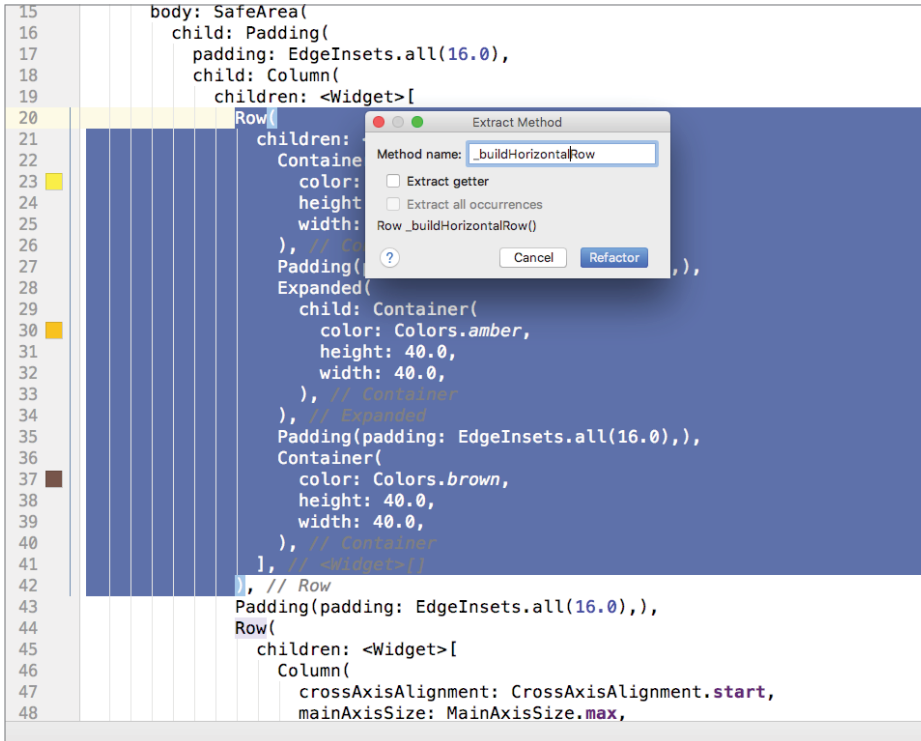 15 body: SafeArea(
16 child: Padding(
17 padding: EdgeInsets.all(16.0),
18 child: Column(
19 children: <Widget>[
20 Row(
21 children:
22 Containe
23 color:
24 height
25 width:
26 ), // Co
27 Padding(
Extract Method
Method name: _buildHorizontalRow
Extract getter
Extract all occurrences
Row _buildHorizontalRow()
? Cancel Refactor
,),
28 Expanded(
29 child: Container(
30 color: Colors.amber,
31 height: 40.0,
32 width: 40.0,
33 ), // Container
34 ), // Expanded
35 Padding(padding: EdgeInsets.all(16.0),),
36 Container(
37 color: Colors.brown,
38 height: 40.0,
39 width: 40.0,
40 ), // Container
41 ], // <Widget>[]
42 ), // Row
43 Padding(padding: EdgeInsets.all(16.0),),
44 Row(
45 children: <Widget>[
46 Column(
47 crossAxisAlignment: CrossAxisAlignment.start,
48 mainAxisSize: MainAxisSize.max,